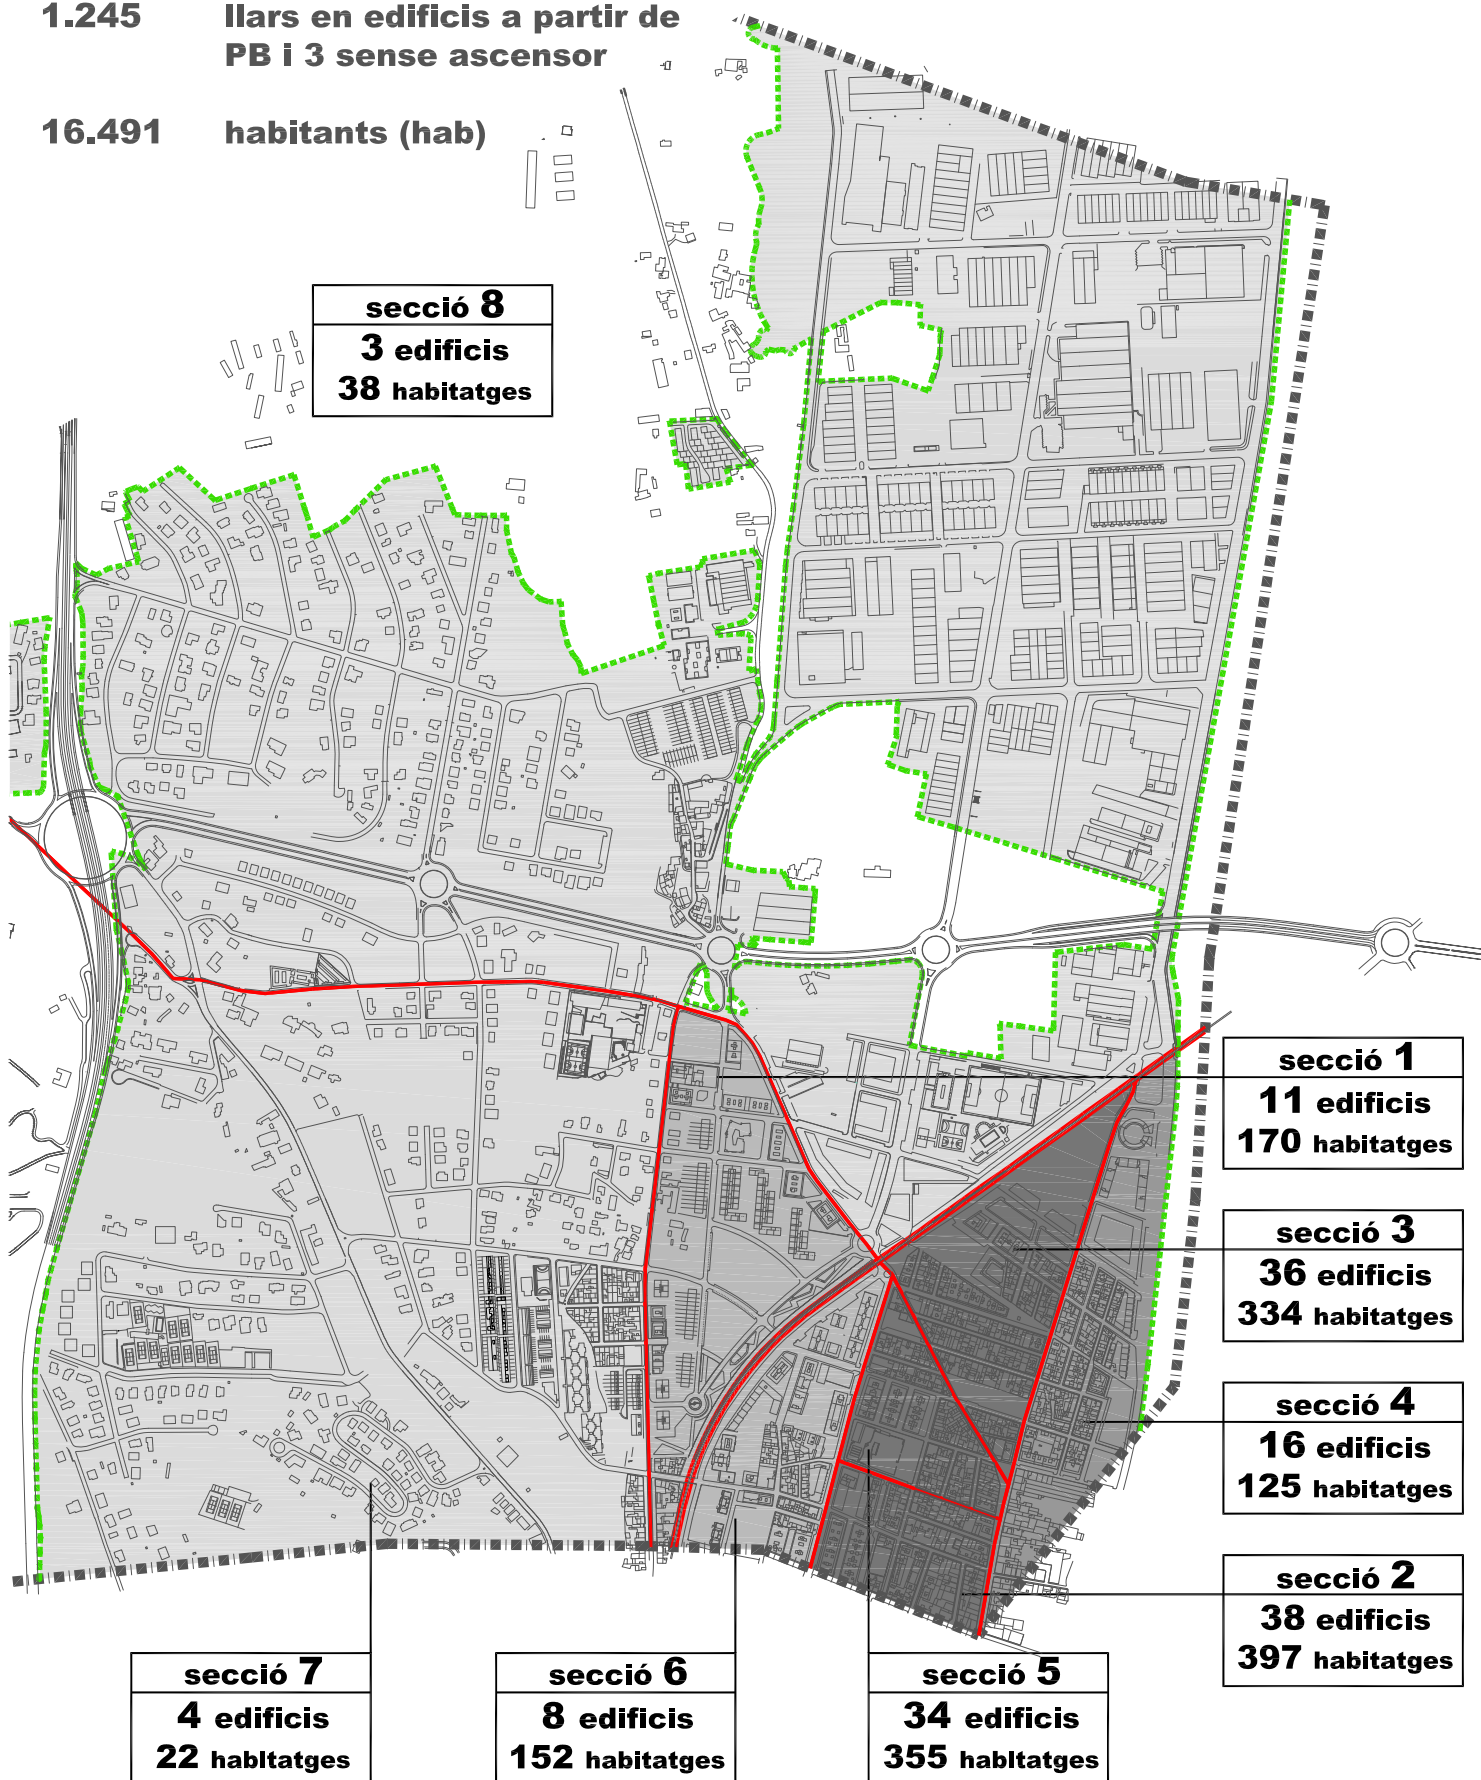 1.245 llars en edificis a partir de
PB i 3 sense ascensor
16.491 habitants (hab)
secció 8
3 edificis
38 habitatges
secció 1
11 edificis
170 habitatges
secció 3
36 edificis
334 habitatges
secció 4
16 edificis
125 habitatges
secció 2
38 edificis
397 habitatges
secció 7
4 edificis
22 habitatges
secció 6
8 edificis
152 habitatges
secció 5
34 edificis
355 habitatges